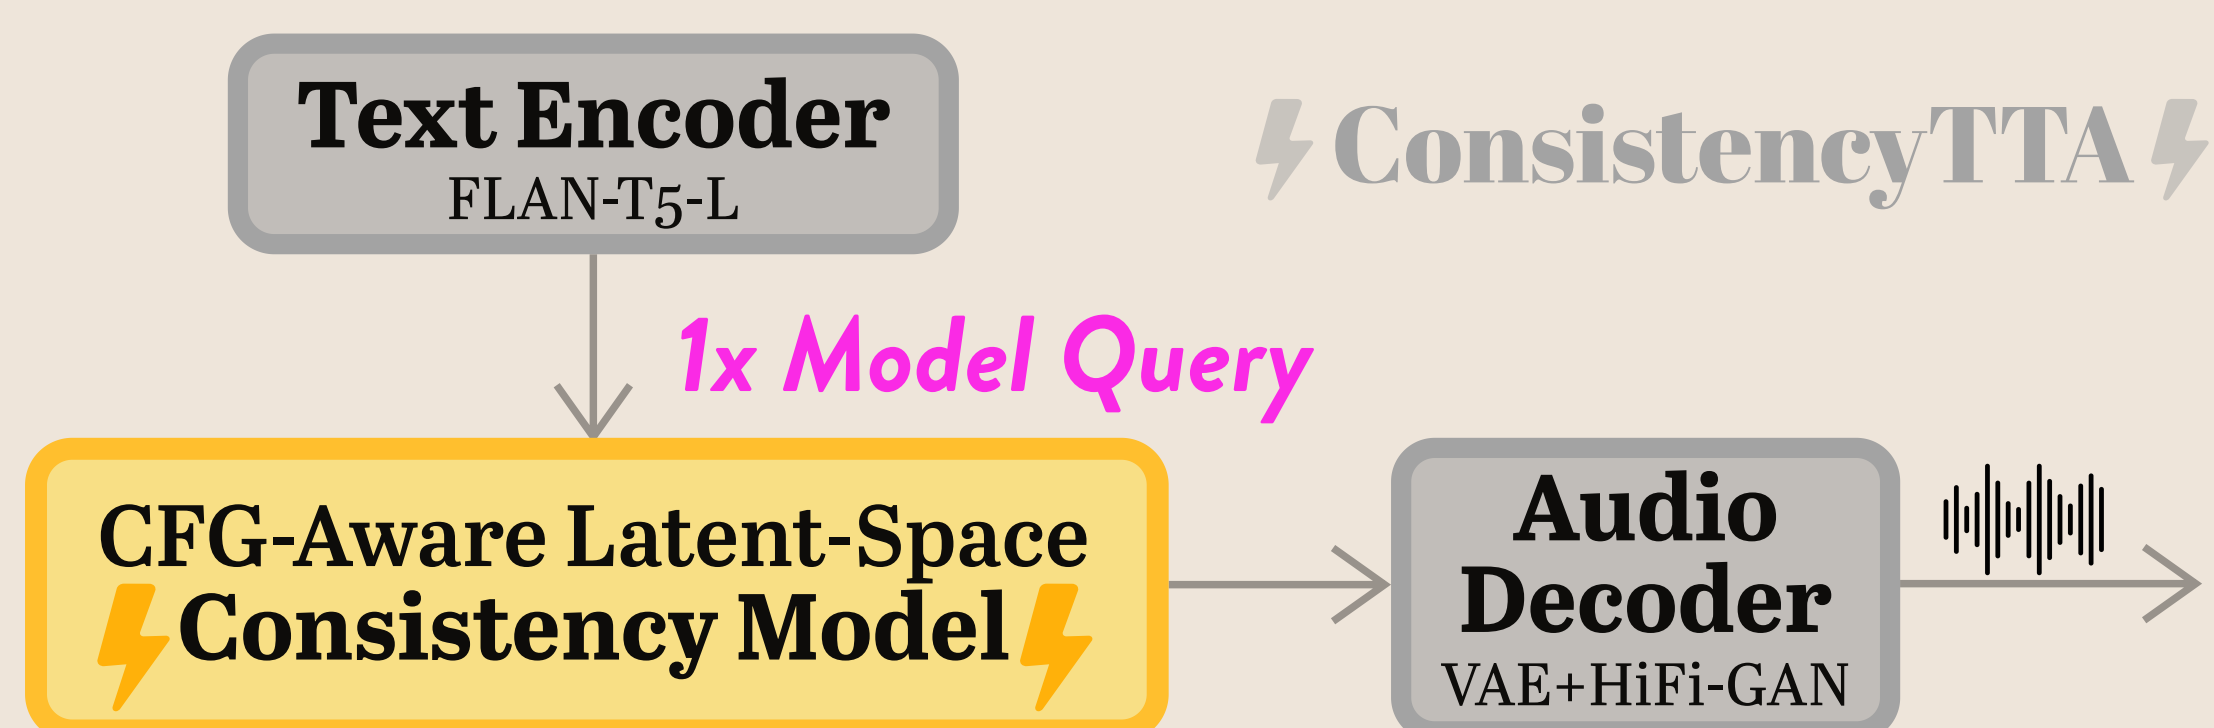 Text Encoder
FLAN-T5-L
ConsistencyTTA
1x Model Query
CFG-Aware Latent-Space
Consistency Model
Audio
Decoder
VAE+HiFi-GAN